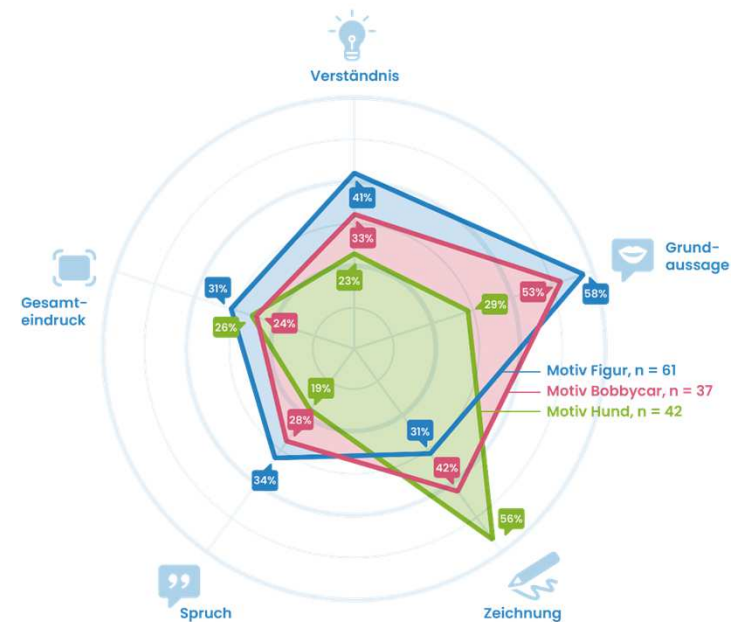 Verständnis
41%
33%
23%
Grund-
aussage
58%
53%
29%
Gesamt-
eindruck
31%
26%
24%
Motiv Figur, n = 61
Motiv Bobbycar, n = 37
Motiv Hund, n = 42
19%
28%
34%
31%
42%
56%
Spruch
Zeichnung